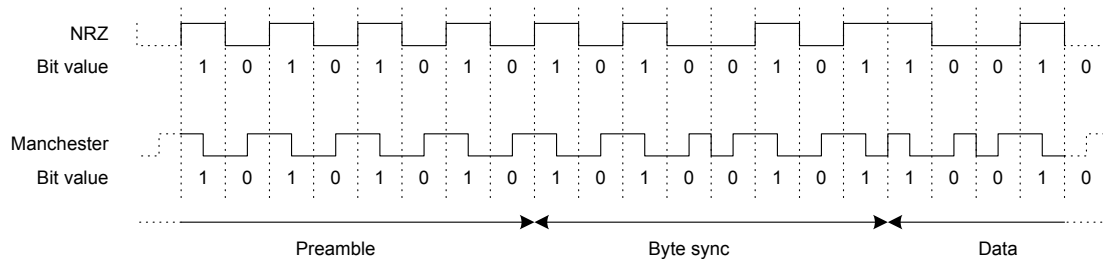 NRZ
Bit value 1 0 1 0 1 0 1 0 1 0 1 0 0 1 0 1 1 0 0 1 0
Manchester
Bit value 1 0 1 0 1 0 1 0 1 0 1 0 0 1 0 1 1 0 0 1 0
Preamble Byte sync Data